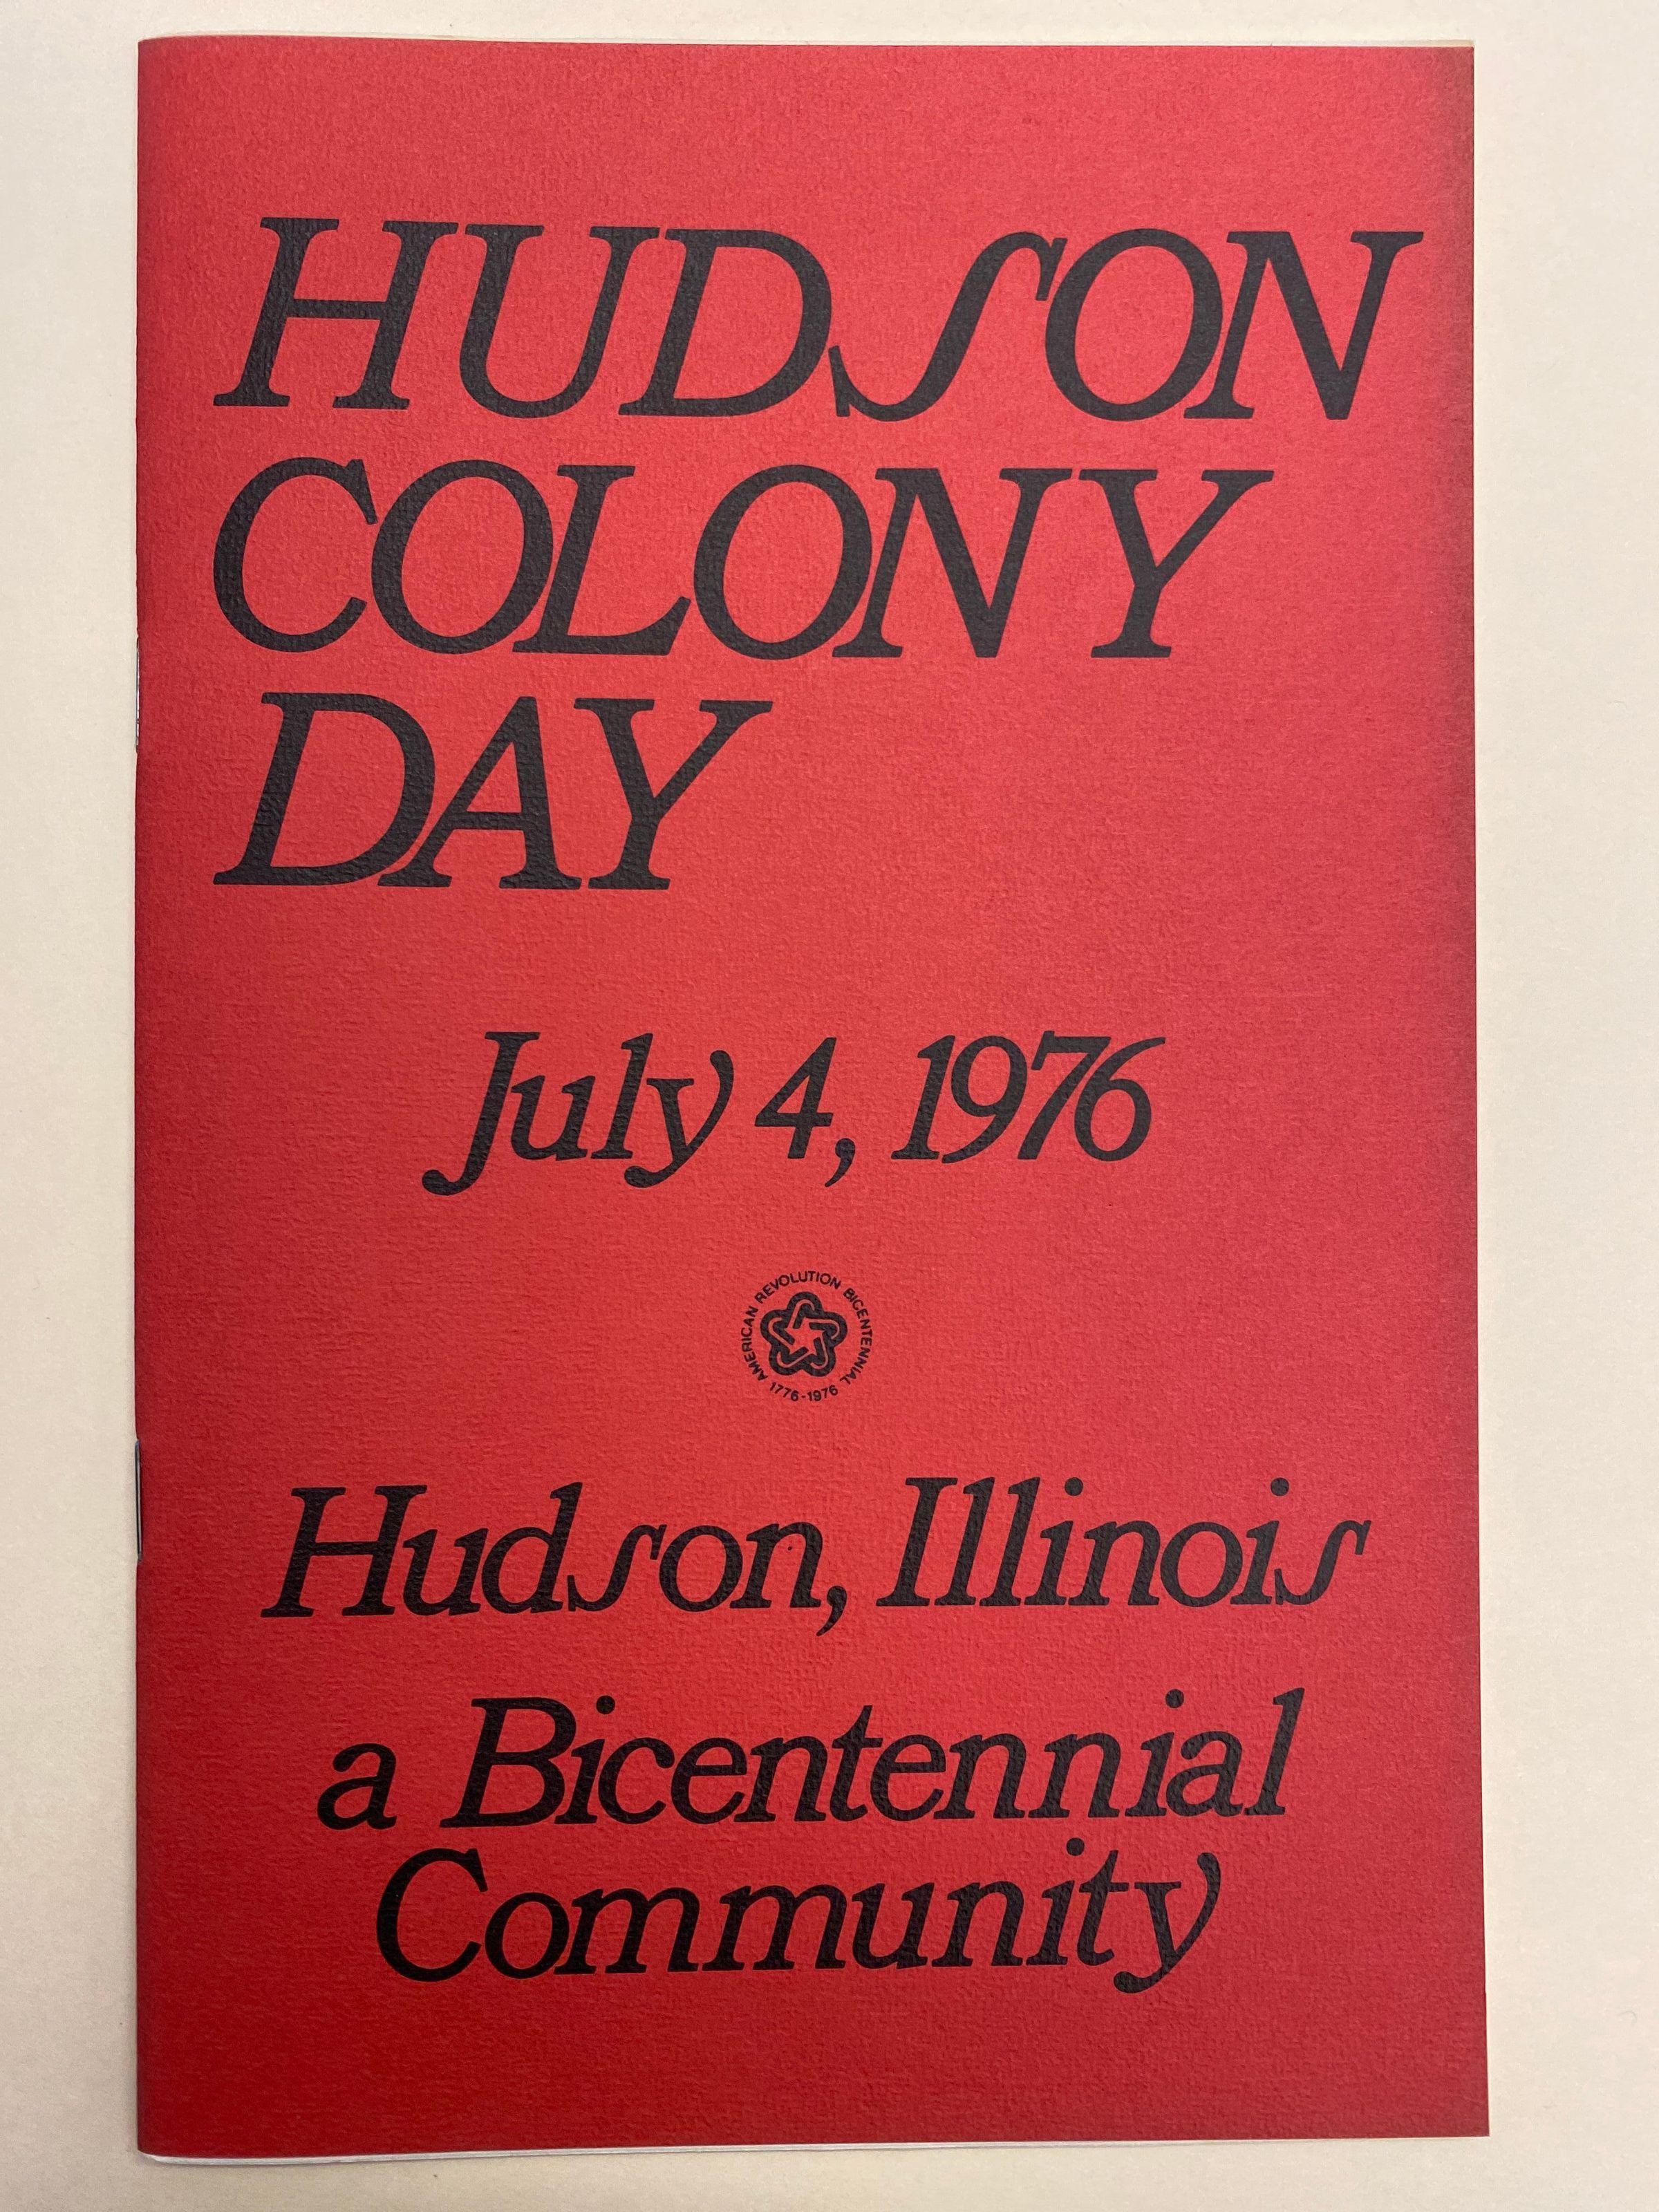 HUDSON
COLONY
DAY
July 4, 1976
AMERICAN REVOLUTION BICENTENNIAL
1776-1976
Hudson, Illinois
a Bicentennial
Community